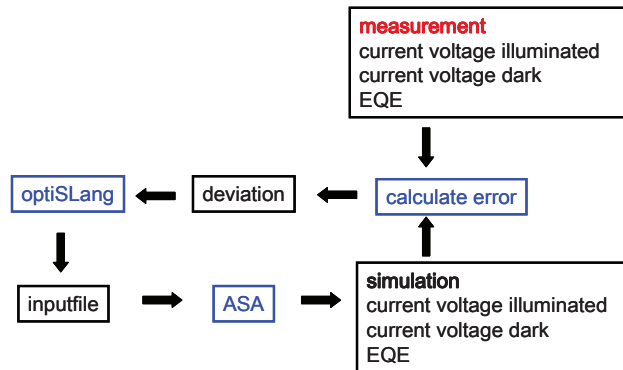 measurement
current voltage illuminated
current voltage dark
EQE
optiSLang
deviation
calculate error
inputfile
ASA
simulation
current voltage illuminated
current voltage dark
EQE